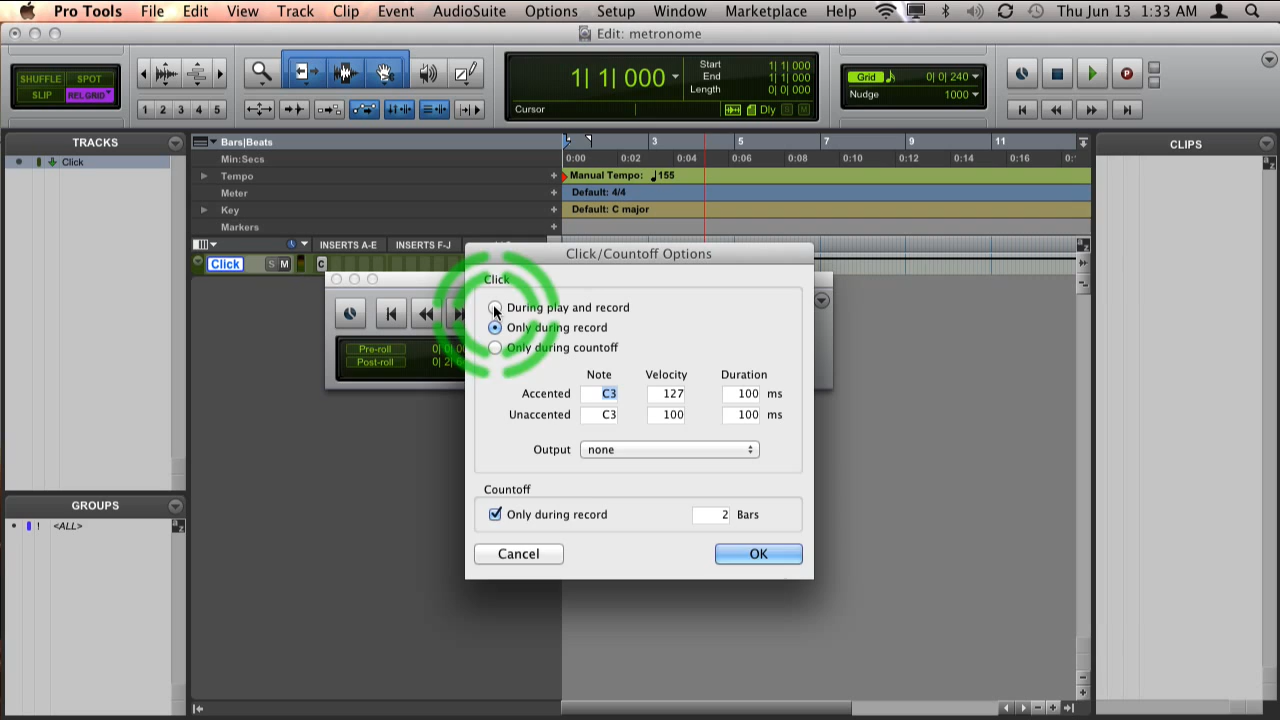 Pro Tools File Edit View Track Clip Event AudioSuite Options Setup Window Marketplace Help Thu Jun 13 1:33 AM
Edit: metronome
SHUFFLE SPOT
SLIP REL GRID
1 2 3 4 5
1| 1| 000
Start 1| 1| 000
End 1| 1| 000
Length 0| 0| 000
Cursor Dly
Grid 0| 0| 240
Nudge 1000
TRACKS
Click
Bars|Beats 3 5 7 9 11
Min:Secs 0:00 0:02 0:04 0:06 0:08 0:10 0:12 0:14 0:16 0:
Tempo Manual Tempo: 155
Meter Default: 4/4
Key Default: C major
Markers
INSERTS A-E INSERTS F-J
Click S M C
CLIPS
Pre-roll
Post-roll
Click/Countoff Options
Click
During play and record
Only during record
Only during countoff
Note Velocity Duration
Accented C3 127 100 ms
Unaccented C3 100 100 ms
Output none
Countoff
Only during record 2 Bars
Cancel OK
GROUPS
! <ALL>